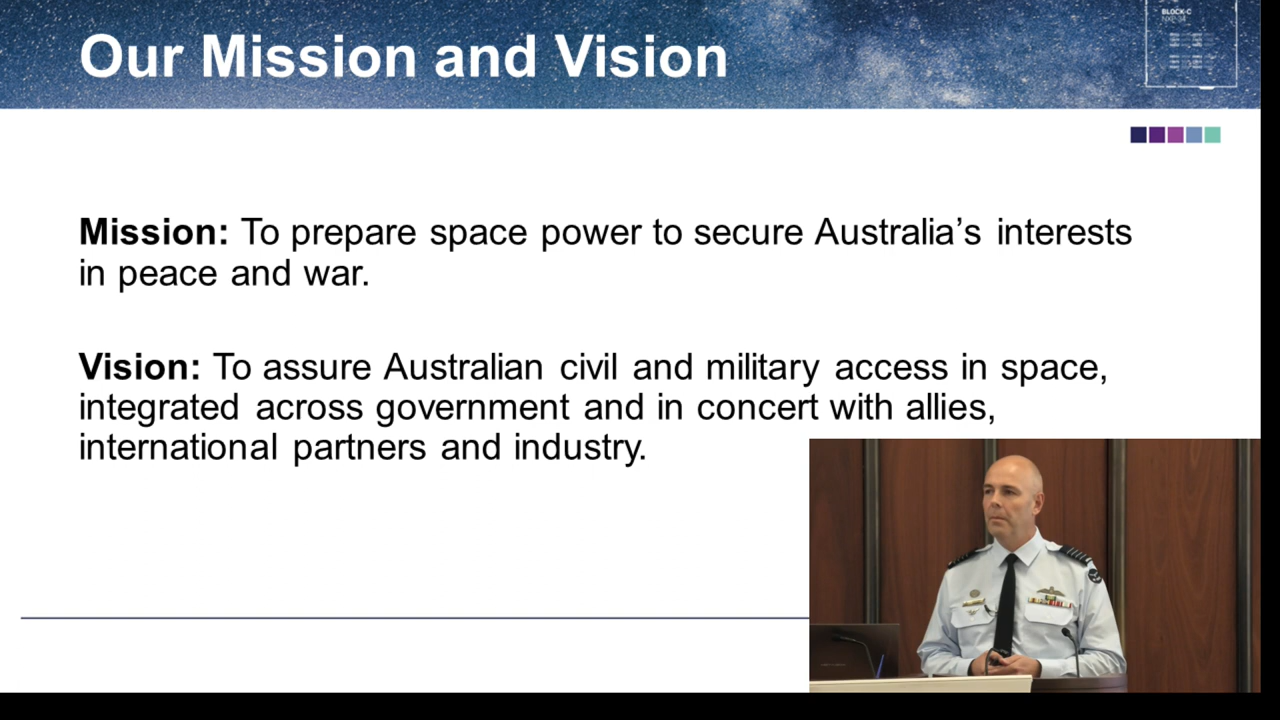 BLOCK-C
Our Mission and Vision
Mission: To prepare space power to secure Australia’s interests
in peace and war.
Vision: To assure Australian civil and military access in space,
integrated across government and in concert with allies,
international partners and industry.